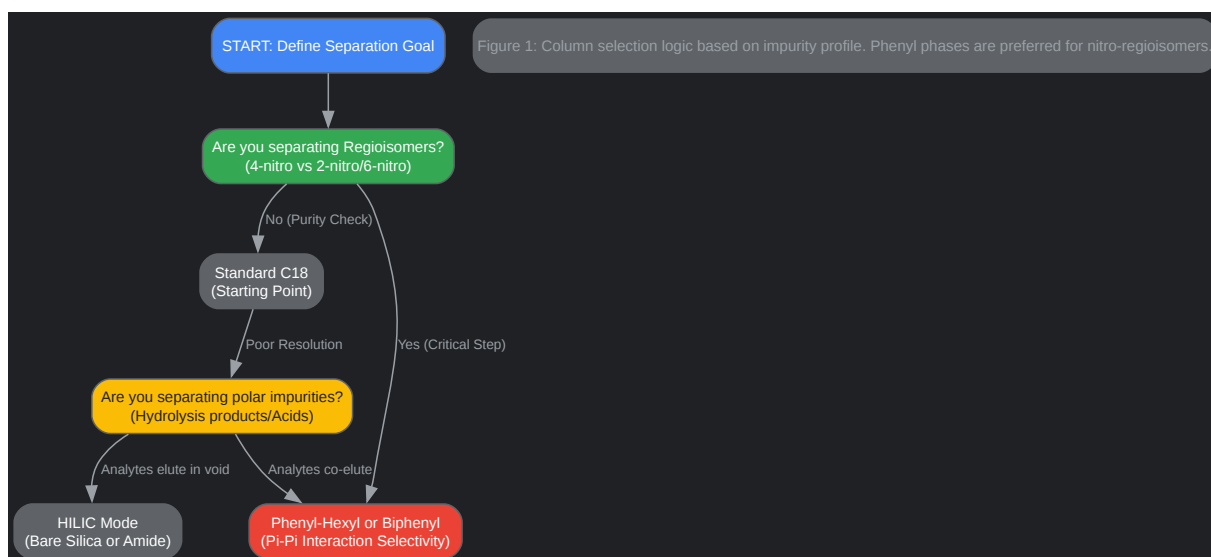 START: Define Separation Goal
Figure 1: Column selection logic based on impurity profile. Phenyl phases are preferred for nitro-regioisomers.
Are you separating Regioisomers?
(4-nitro vs 2-nitro/6-nitro)
No (Purity Check)
Standard C18
(Starting Point)
Poor Resolution
Yes (Critical Step)
Are you separating polar impurities?
(Hydrolysis products/Acids)
Analytes elute in void
Analytes co-elute
HILIC Mode
(Bare Silica or Amide)
Phenyl-Hexyl or Biphenyl
(Pi-Pi Interaction Selectivity)